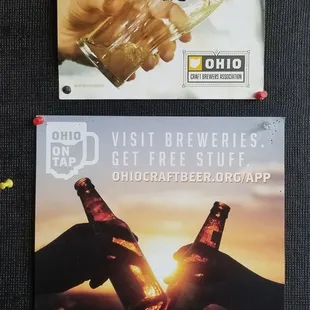 OHIO
CRAFT BREWERS ASSOCIATION
OHIO
ON
TAP
VISIT BREWERIES.
GET FREE STUFF.
OHIOCRAFTBEER.ORG/APP